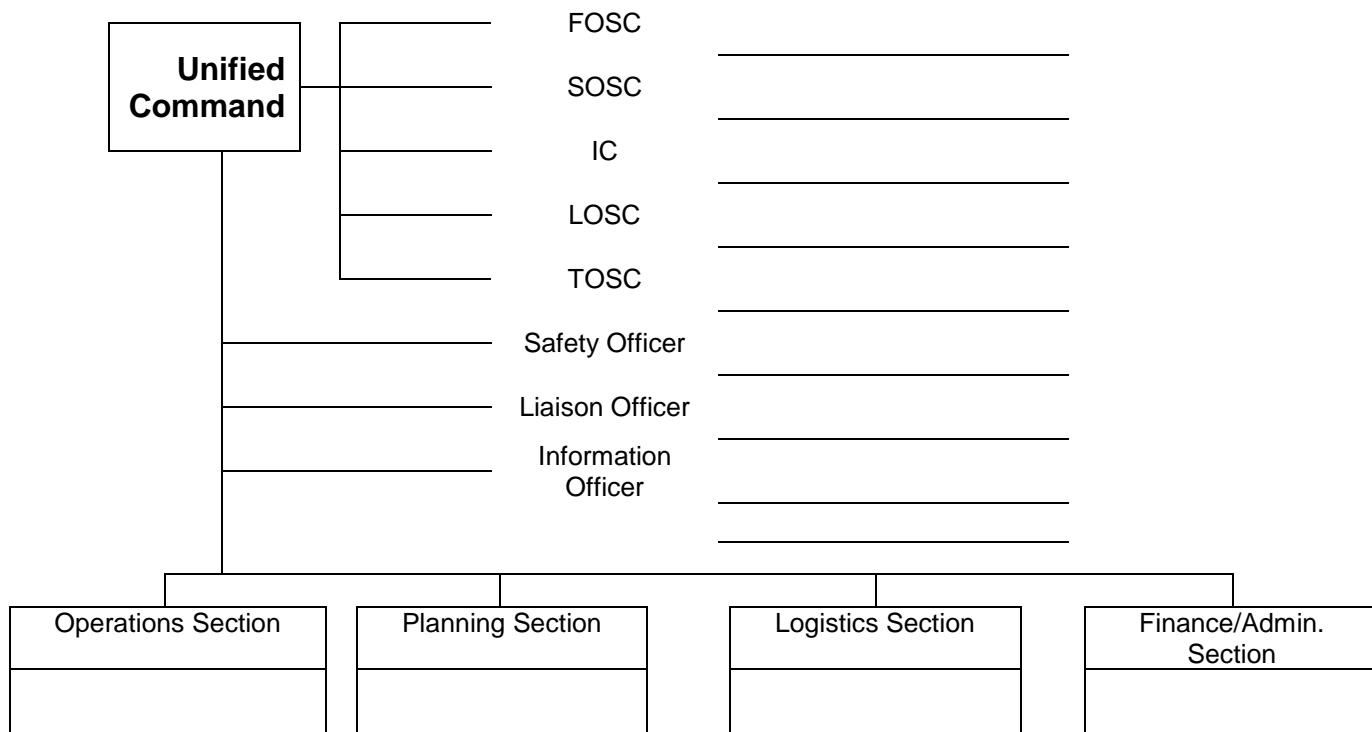 FOSC
Unified
Command
SOSC
IC
LOSC
TOSC
Safety Officer
Liaison Officer
Information
Officer
Operations Section
Planning Section
Logistics Section
Finance/Admin.
Section